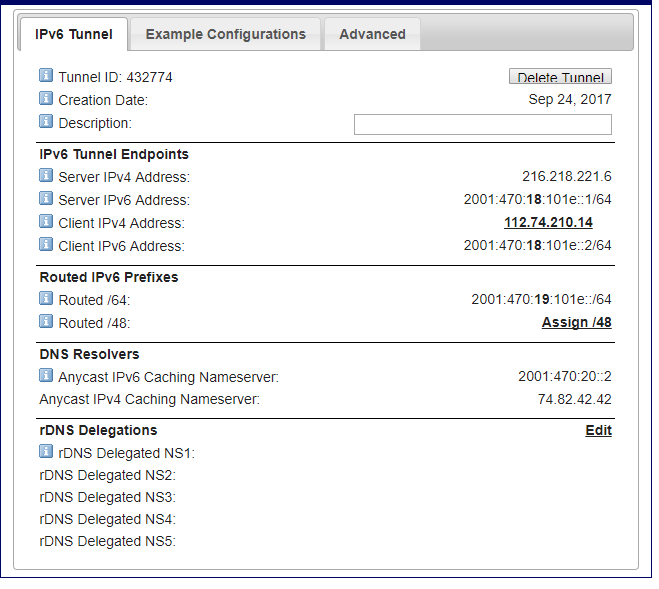 IPv6 Tunnel Example Configurations Advanced
Tunnel ID: 432774 Delete Tunnel
Creation Date: Sep 24, 2017
Description:
IPv6 Tunnel Endpoints
Server IPv4 Address: 216.218.221.6
Server IPv6 Address: 2001:470:18:101e::1/64
Client IPv4 Address: 112.74.210.14
Client IPv6 Address: 2001:470:18:101e::2/64
Routed IPv6 Prefixes
Routed /64: 2001:470:19:101e::/64
Routed /48: Assign /48
DNS Resolvers
Anycast IPv6 Caching Nameserver: 2001:470:20::2
Anycast IPv4 Caching Nameserver: 74.82.42.42
rDNS Delegations Edit
rDNS Delegated NS1:
rDNS Delegated NS2:
rDNS Delegated NS3:
rDNS Delegated NS4:
rDNS Delegated NS5: